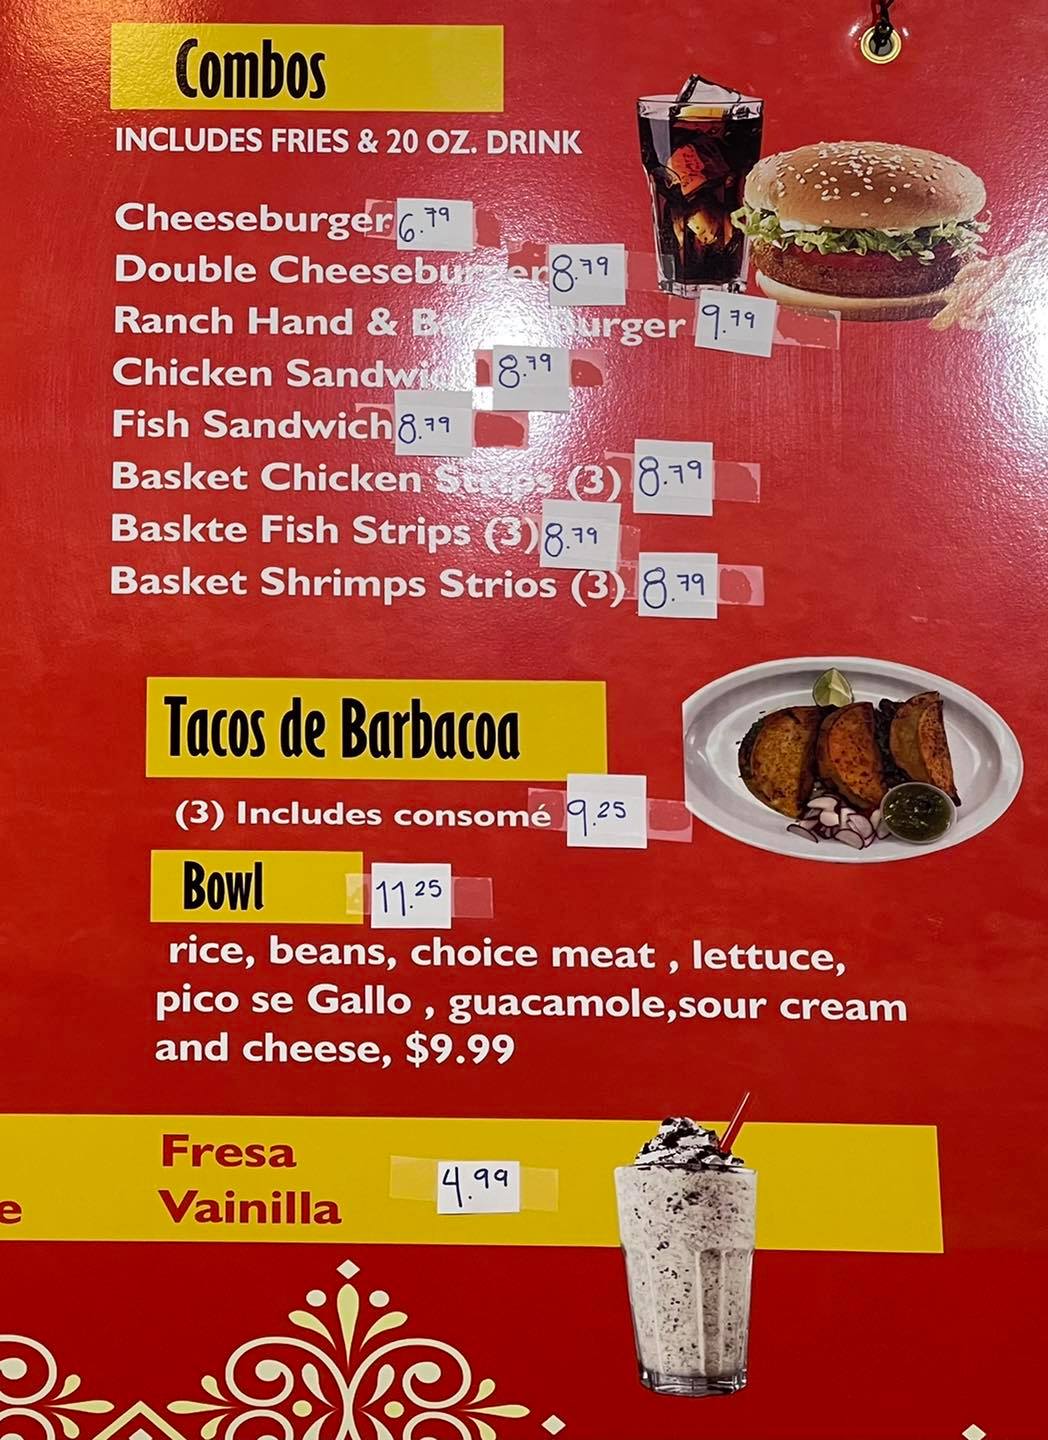 Combos
INCLUDES FRIES & 20 OZ. DRINK
Cheeseburger 6.79
Double Cheeseburger 8.79
Ranch Hand & Burger 9.79
Chicken Sandwich 8.79
Fish Sandwich 8.79
Basket Chicken Strips (3) 8.79
Baskte Fish Strips (3) 8.79
Basket Shrimps Strios (3) 8.79
Tacos de Barbacoa
(3) Includes consomé 9.25
Bowl 11.25
rice, beans, choice meat , lettuce,
pico se Gallo , guacamole,sour cream
and cheese, $9.99
Fresa
4.99
Vainilla